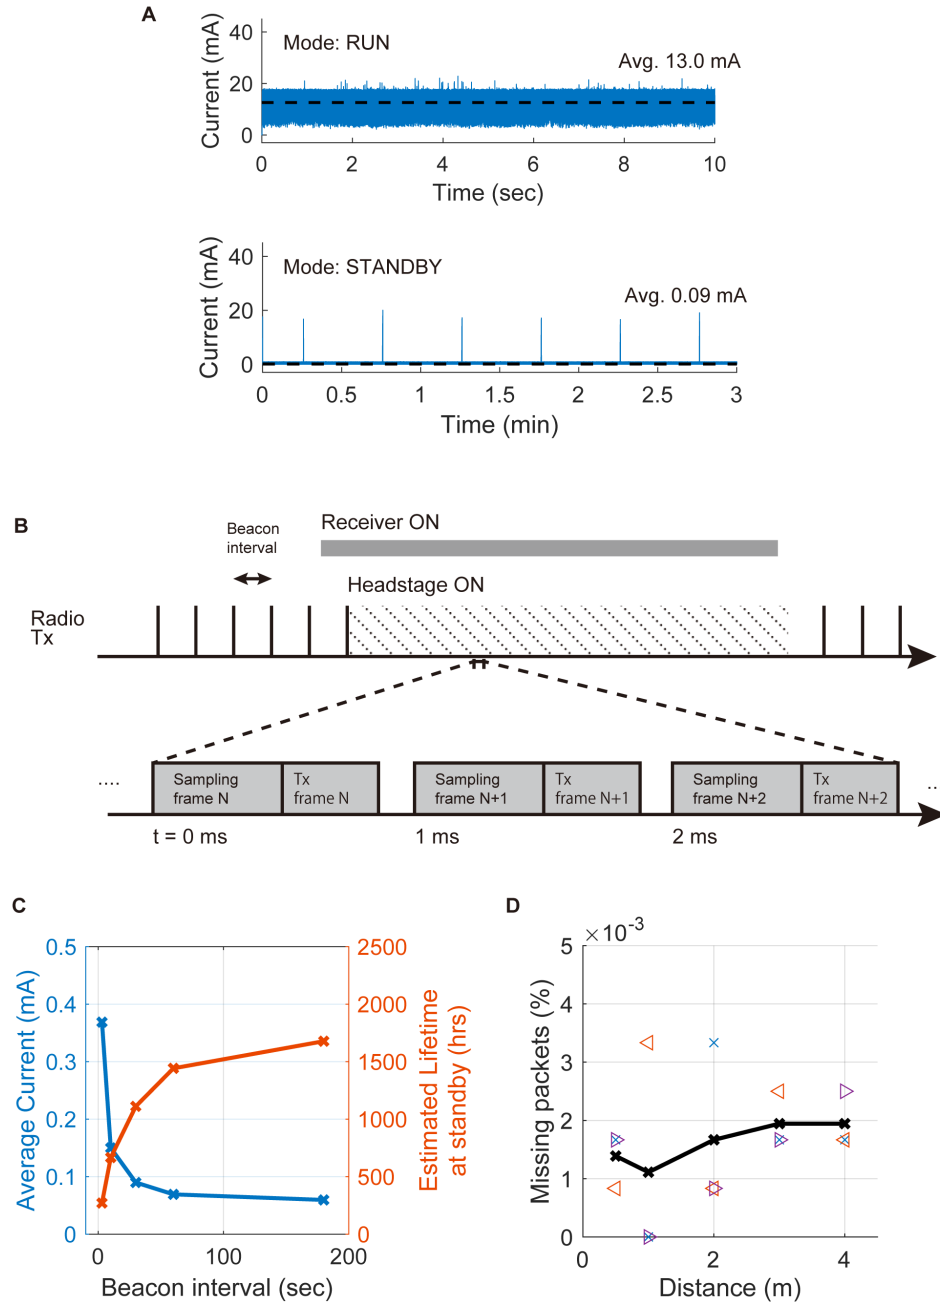 A
Mode: RUN
Avg. 13.0 mA
Current (mA)
40
20
0
0 2 4 6 8 10
Time (sec)
Mode: STANDBY
Avg. 0.09 mA
Current (mA)
40
20
0
0 0.5 1 1.5 2 2.5 3
Time (min)
B
Receiver ON
Beacon
interval
Headstage ON
Radio
Tx
....
Sampling
frame N
Tx
frame N
Sampling
frame N+1
Tx
frame N+1
Sampling
frame N+2
Tx
frame N+2
..
t = 0 ms
1 ms
2 ms
C
Average Current (mA)
0.5
0.4
0.3
0.2
0.1
0
2500
2000
1500
1000
500
0
Estimated Lifetime
at standby (hrs)
0 100 200
Beacon interval (sec)
D
×10⁻³
Missing packets (%)
5
4
3
2
1
0
0 2 4
Distance (m)